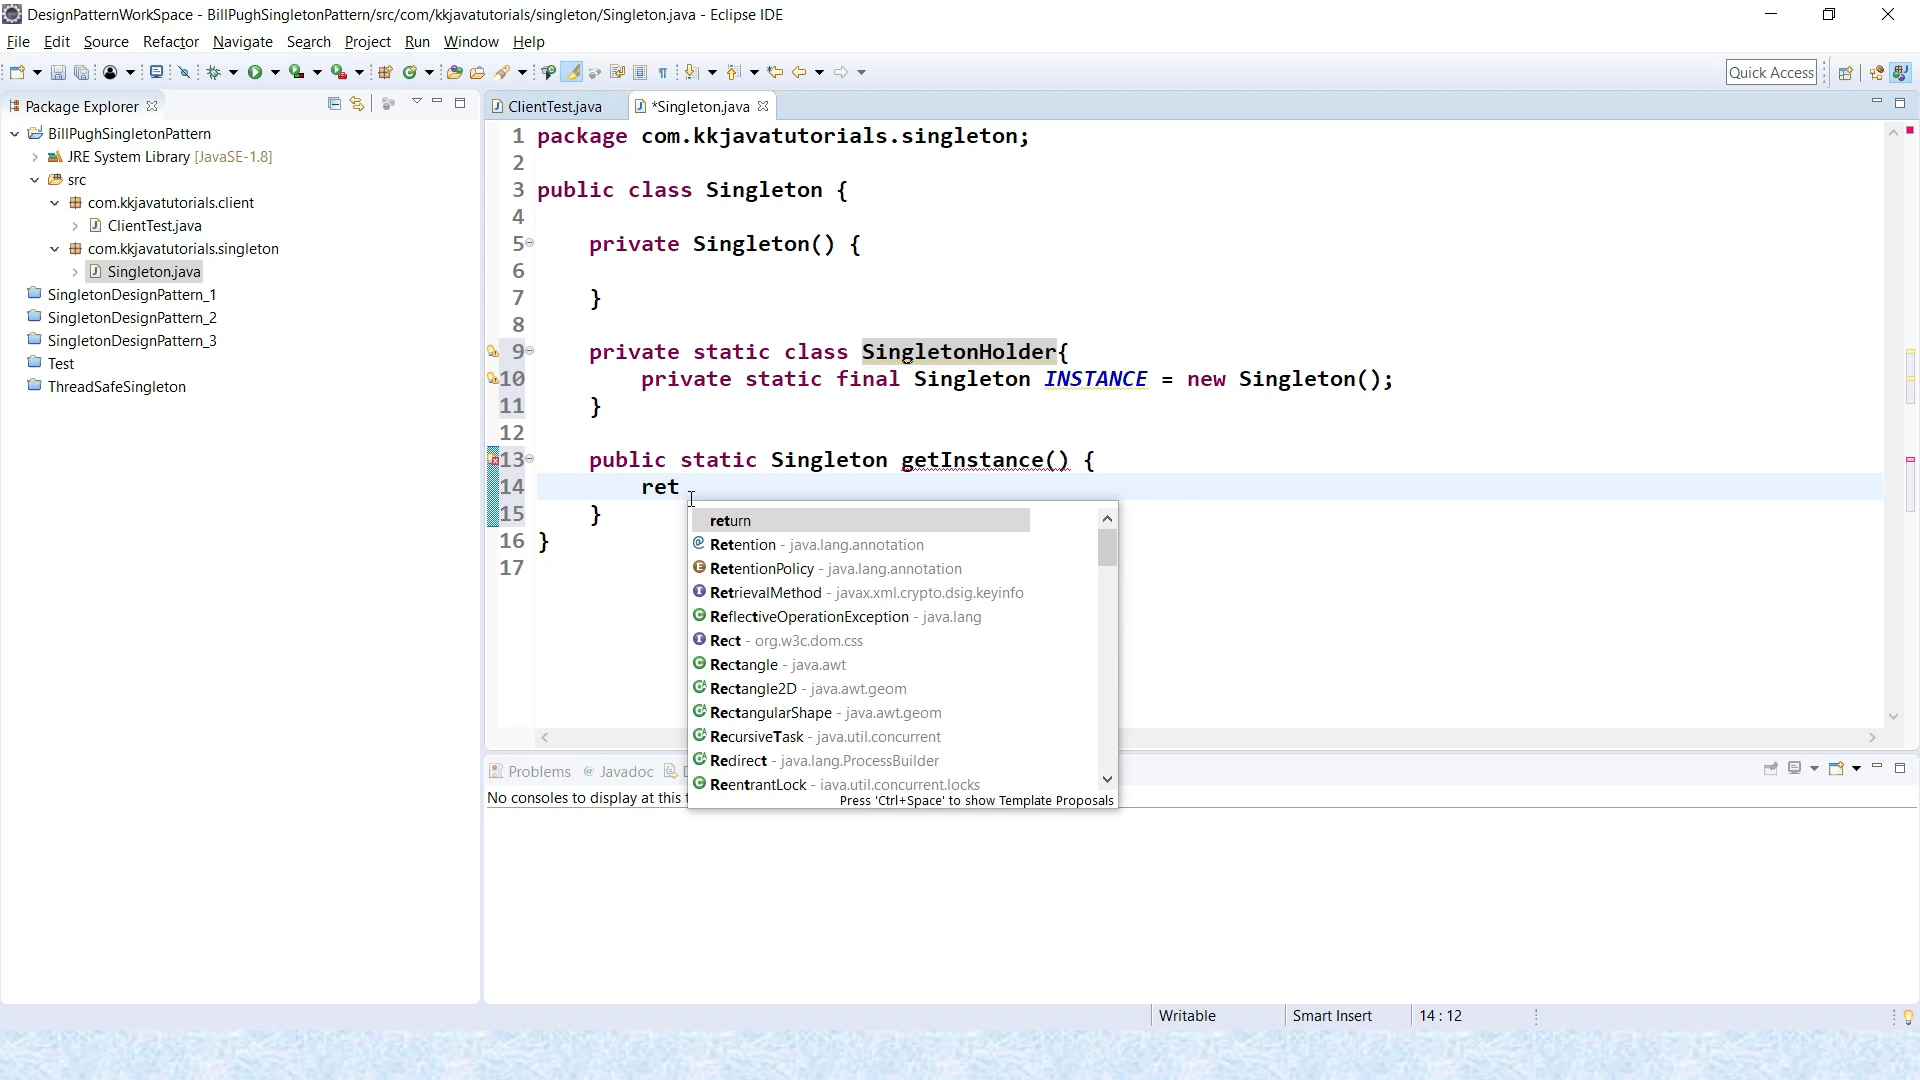 DesignPatternWorkSpace - BillPughSingletonPattern/src/com/kkjavatutorials/singleton/Singleton.java - Eclipse IDE
File Edit Source Refactor Navigate Search Project Run Window Help
Quick Access
Package Explorer
ClientTest.java
*Singleton.java
BillPughSingletonPattern
JRE System Library [JavaSE-1.8]
src
com.kkjavatutorials.client
ClientTest.java
com.kkjavatutorials.singleton
Singleton.java
SingletonDesignPattern_1
SingletonDesignPattern_2
SingletonDesignPattern_3
Test
ThreadSafeSingleton
1 package com.kkjavatutorials.singleton;
2
3 public class Singleton {
4
5 private Singleton() {
6
7 }
8
9 private static class SingletonHolder{
10 private static final Singleton INSTANCE = new Singleton();
11 }
12
13 public static Singleton getInstance() {
14 ret
15 }
16 }
17
return
Retention - java.lang.annotation
RetentionPolicy - java.lang.annotation
RetrievalMethod - javax.xml.crypto.dsig.keyinfo
ReflectiveOperationException - java.lang
Rect - org.w3c.dom.css
Rectangle - java.awt
Rectangle2D - java.awt.geom
RectangularShape - java.awt.geom
RecursiveTask - java.util.concurrent
Redirect - java.lang.ProcessBuilder
ReentrantLock - java.util.concurrent.locks
Press 'Ctrl+Space' to show Template Proposals
Problems Javadoc
No consoles to display at this
Writable Smart Insert 14 : 12